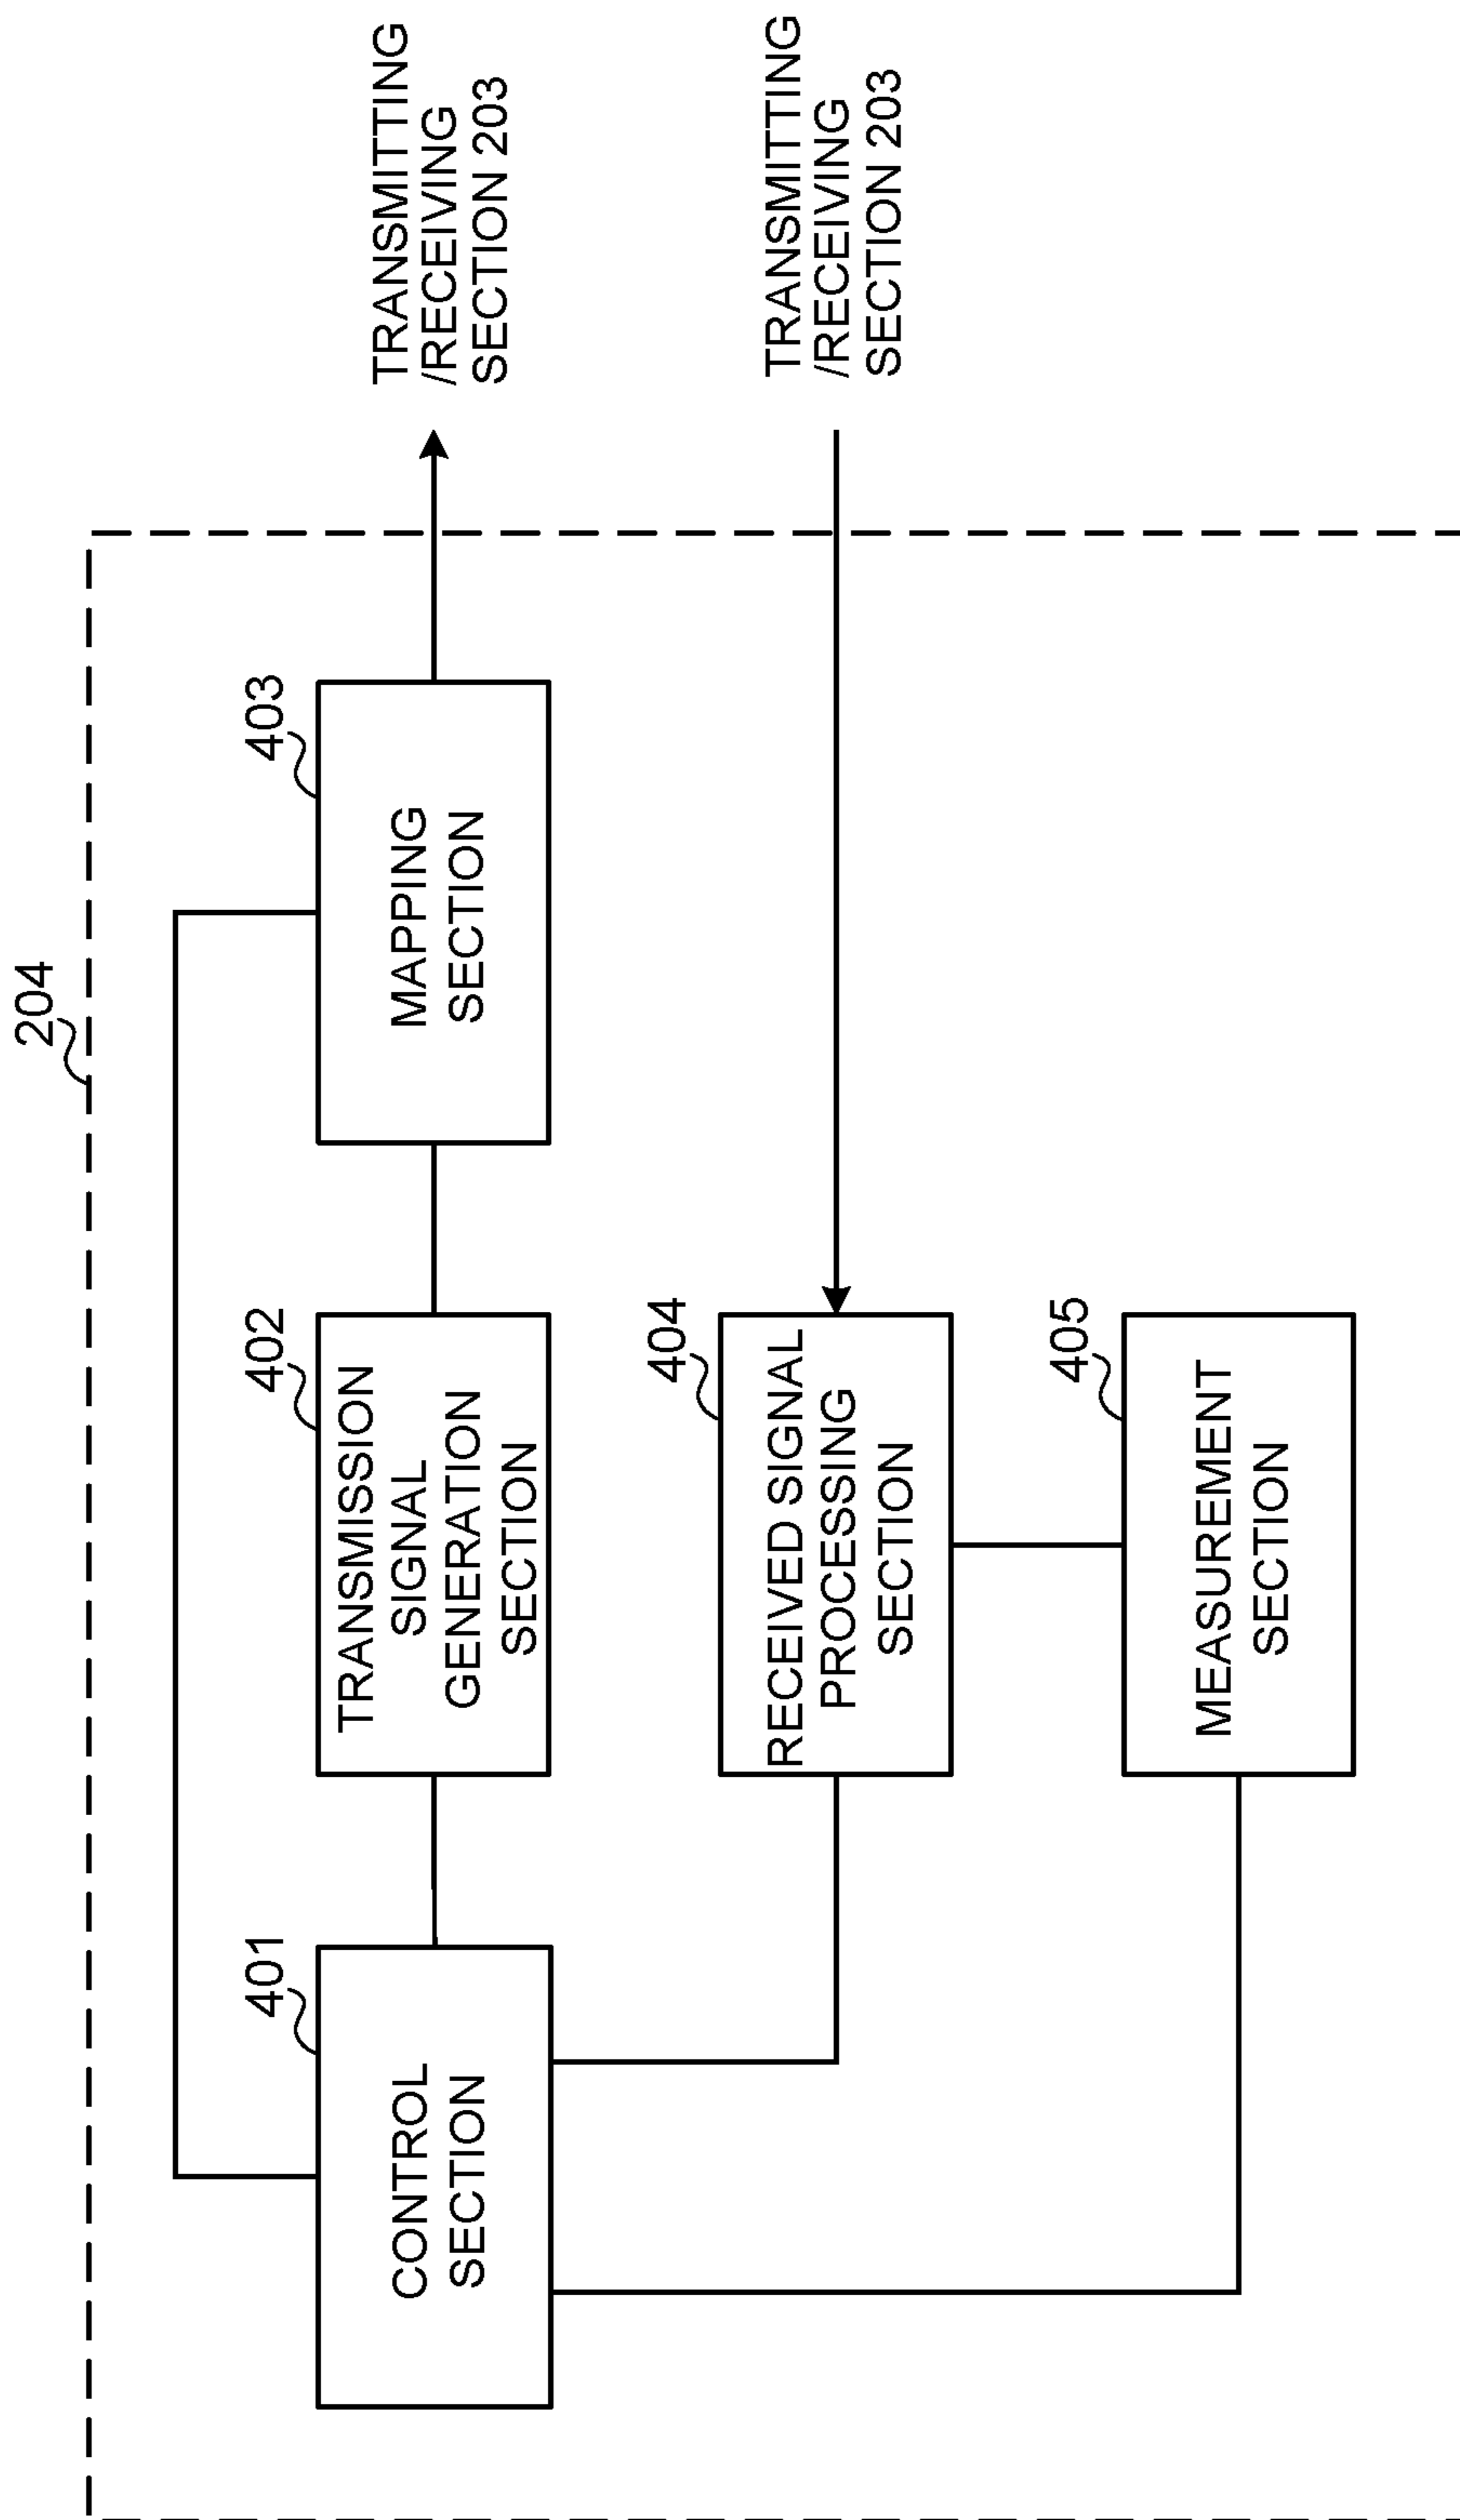 204
401
CONTROL
SECTION
402
TRANSMISSION
SIGNAL
GENERATION
SECTION
403
MAPPING
SECTION
TRANSMITTING
/RECEIVING
SECTION 203
404
RECEIVED SIGNAL
PROCESSING
SECTION
TRANSMITTING
/RECEIVING
SECTION 203
405
MEASUREMENT
SECTION